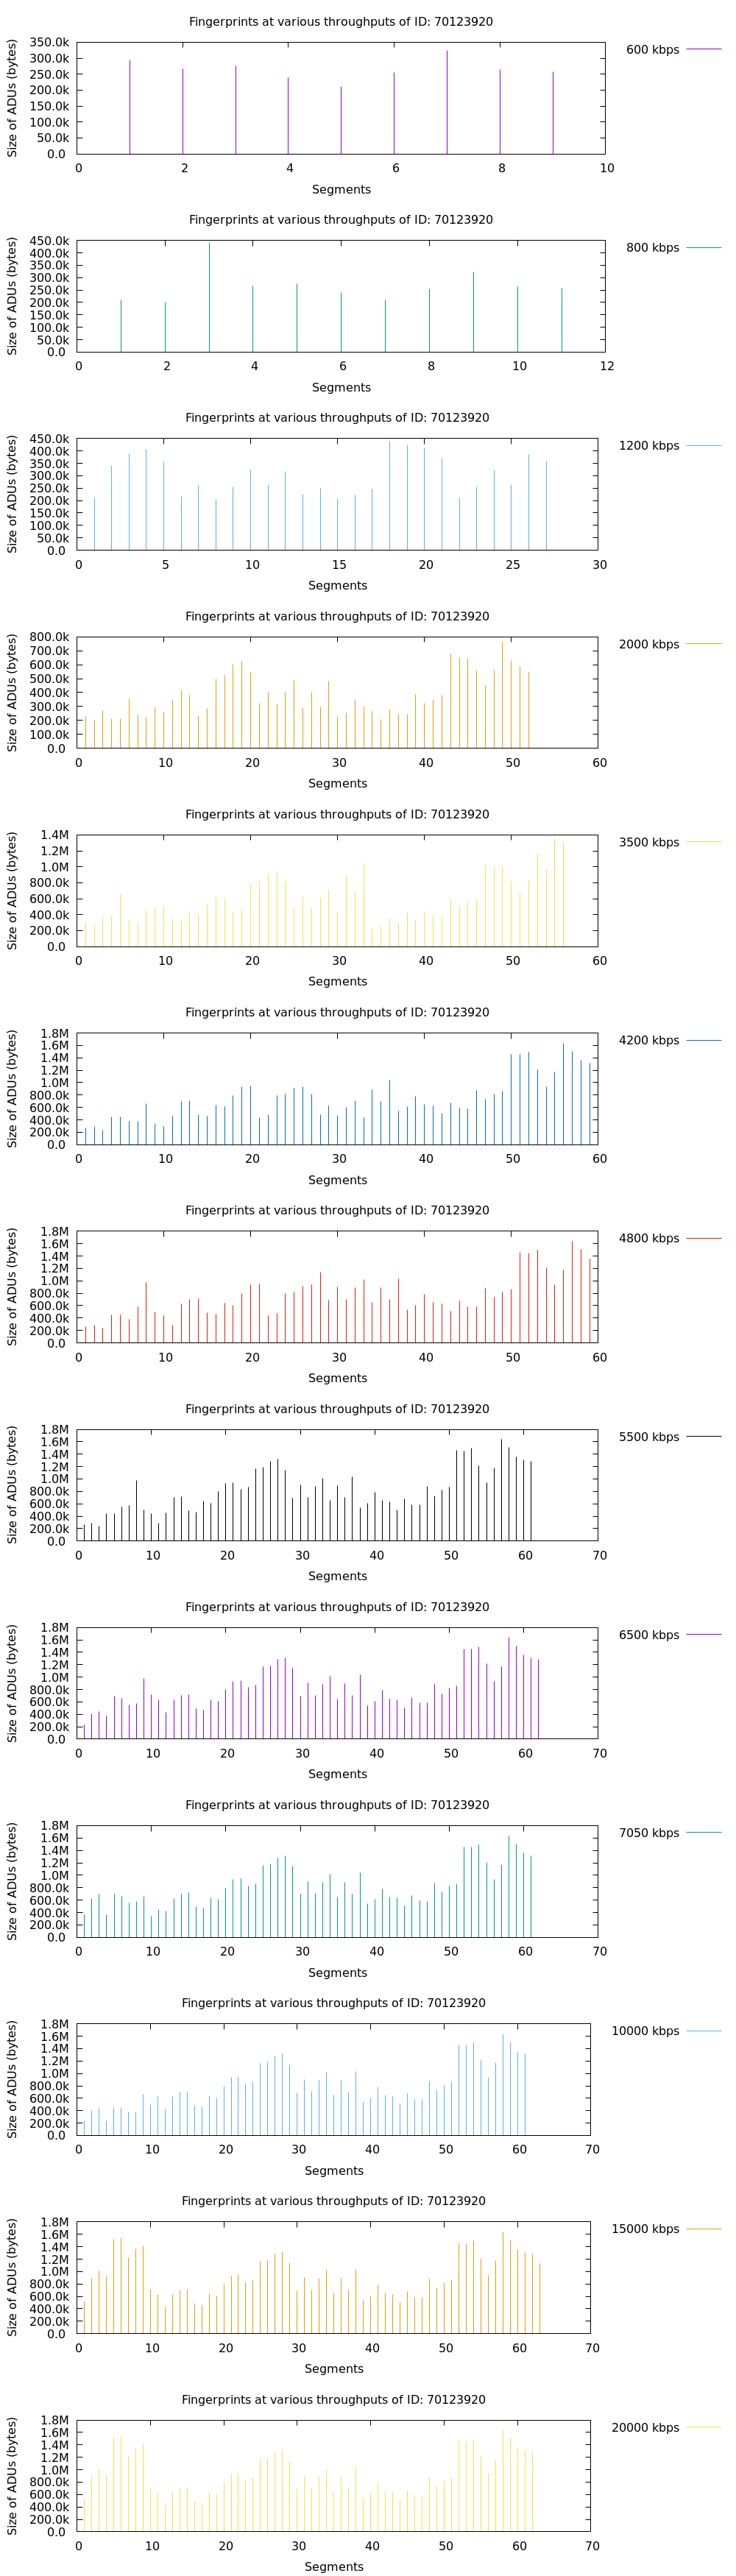 Fingerprints at various throughputs of ID: 70123920
600 kbps
Size of ADUs (bytes)
350.0k
300.0k
250.0k
200.0k
150.0k
100.0k
50.0k
0.0
0 2 4 6 8 10
Segments
Fingerprints at various throughputs of ID: 70123920
800 kbps
Size of ADUs (bytes)
450.0k
400.0k
350.0k
300.0k
250.0k
200.0k
150.0k
100.0k
50.0k
0.0
0 2 4 6 8 10 12
Segments
Fingerprints at various throughputs of ID: 70123920
1200 kbps
Size of ADUs (bytes)
450.0k
400.0k
350.0k
300.0k
250.0k
200.0k
150.0k
100.0k
50.0k
0.0
0 5 10 15 20 25 30
Segments
Fingerprints at various throughputs of ID: 70123920
2000 kbps
Size of ADUs (bytes)
800.0k
700.0k
600.0k
500.0k
400.0k
300.0k
200.0k
100.0k
0.0
0 10 20 30 40 50 60
Segments
Fingerprints at various throughputs of ID: 70123920
3500 kbps
Size of ADUs (bytes)
1.4M
1.2M
1.0M
800.0k
600.0k
400.0k
200.0k
0.0
0 10 20 30 40 50 60
Segments
Fingerprints at various throughputs of ID: 70123920
4200 kbps
Size of ADUs (bytes)
1.8M
1.6M
1.4M
1.2M
1.0M
800.0k
600.0k
400.0k
200.0k
0.0
0 10 20 30 40 50 60
Segments
Fingerprints at various throughputs of ID: 70123920
4800 kbps
Size of ADUs (bytes)
1.8M
1.6M
1.4M
1.2M
1.0M
800.0k
600.0k
400.0k
200.0k
0.0
0 10 20 30 40 50 60
Segments
Fingerprints at various throughputs of ID: 70123920
5500 kbps
Size of ADUs (bytes)
1.8M
1.6M
1.4M
1.2M
1.0M
800.0k
600.0k
400.0k
200.0k
0.0
0 10 20 30 40 50 60 70
Segments
Fingerprints at various throughputs of ID: 70123920
6500 kbps
Size of ADUs (bytes)
1.8M
1.6M
1.4M
1.2M
1.0M
800.0k
600.0k
400.0k
200.0k
0.0
0 10 20 30 40 50 60 70
Segments
Fingerprints at various throughputs of ID: 70123920
7050 kbps
Size of ADUs (bytes)
1.8M
1.6M
1.4M
1.2M
1.0M
800.0k
600.0k
400.0k
200.0k
0.0
0 10 20 30 40 50 60 70
Segments
Fingerprints at various throughputs of ID: 70123920
10000 kbps
Size of ADUs (bytes)
1.8M
1.6M
1.4M
1.2M
1.0M
800.0k
600.0k
400.0k
200.0k
0.0
0 10 20 30 40 50 60 70
Segments
Fingerprints at various throughputs of ID: 70123920
15000 kbps
Size of ADUs (bytes)
1.8M
1.6M
1.4M
1.2M
1.0M
800.0k
600.0k
400.0k
200.0k
0.0
0 10 20 30 40 50 60 70
Segments
Fingerprints at various throughputs of ID: 70123920
20000 kbps
Size of ADUs (bytes)
1.8M
1.6M
1.4M
1.2M
1.0M
800.0k
600.0k
400.0k
200.0k
0.0
0 10 20 30 40 50 60 70
Segments